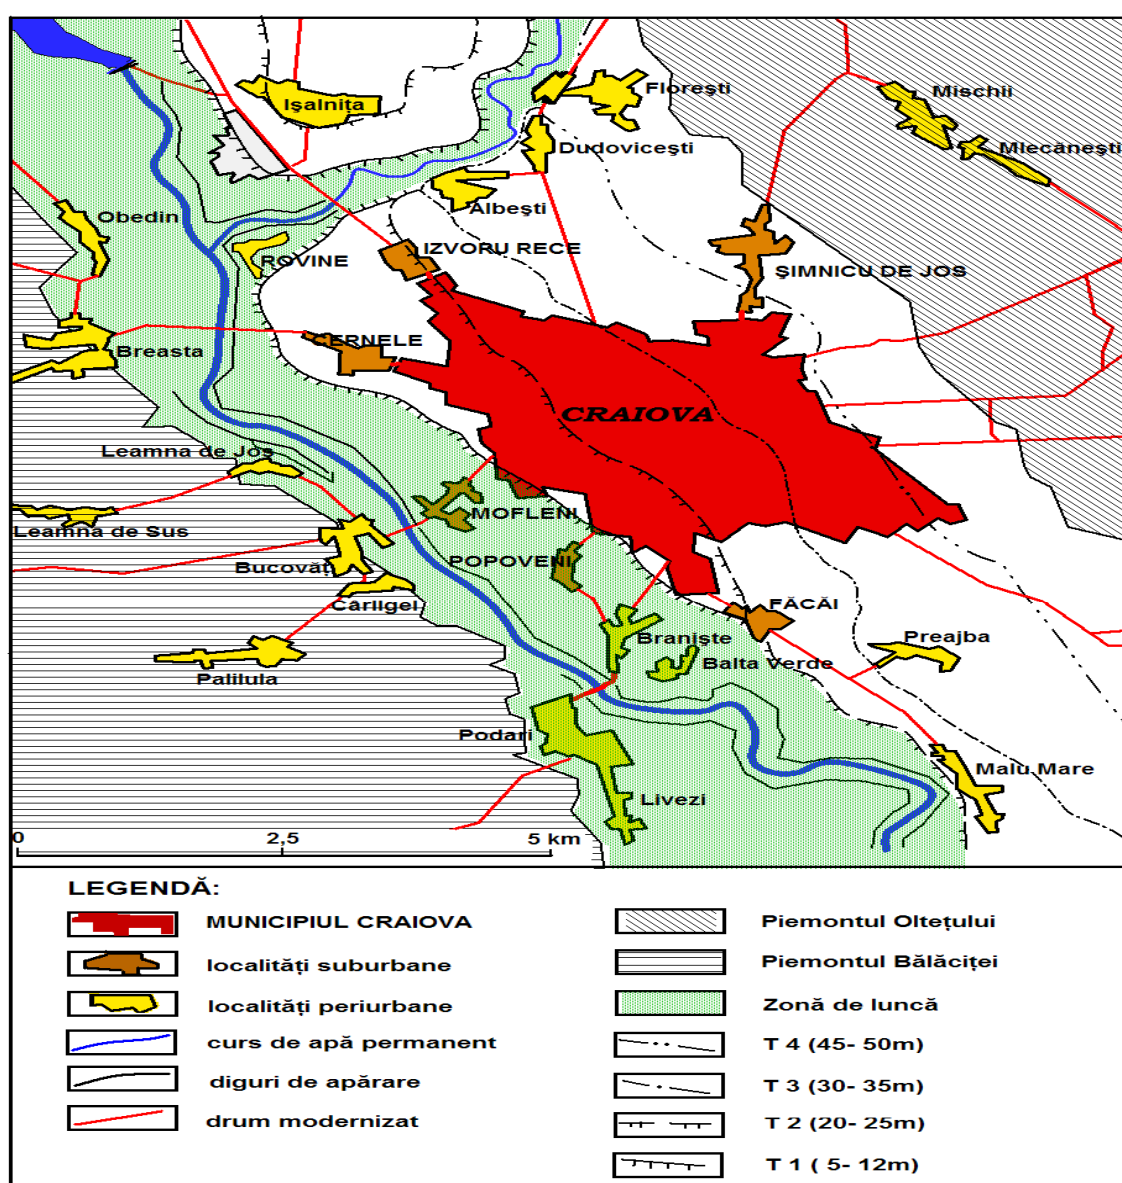 Işalniţa
Floreşti
Mischii
Mlecăneşti
Dudoviceşti
Albeşti
Obedin
IZVORU RECE
ROVINE
ŞIMNICU DE JOS
CERNELE
Breasta
CRAIOVA
Leamna de Jos
MOFLENI
Leamna de Sus
POPOVENI
Bucovăţ
Cârligei
FĂCĂI
Branişte
Preajba
Balta Verde
Palilula
Podari
Malu Mare
Livezi
0 2,5 5 km
LEGENDĂ:
MUNICIPIUL CRAIOVA
localităţi suburbane
localităţi periurbane
curs de apă permanent
diguri de apărare
drum modernizat
Piemontul Olteţului
Piemontul Bălăciţei
Zonă de luncă
T 4 (45- 50m)
T 3 (30- 35m)
T 2 (20- 25m)
T 1 ( 5- 12m)